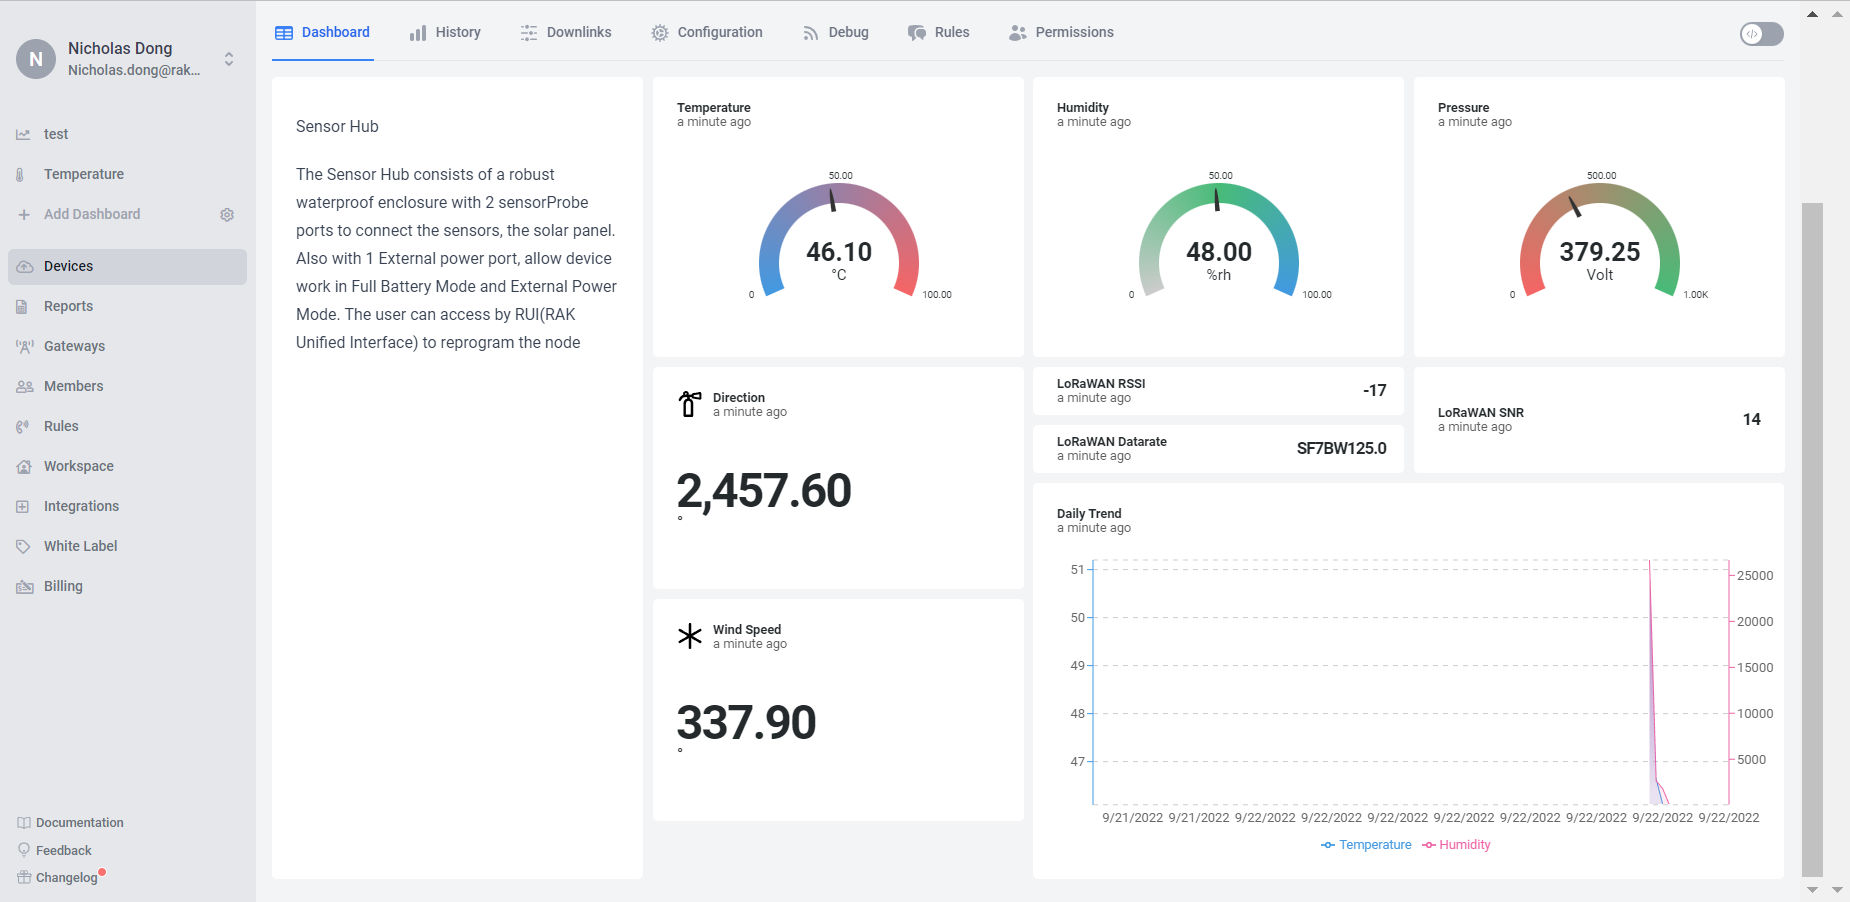 N
Nicholas Dong
Nicholas.dong@rak...
test
Temperature
Add Dashboard
Devices
Reports
Gateways
Members
Rules
Workspace
Integrations
White Label
Billing
Documentation
Feedback
Changelog
Dashboard
History
Downlinks
Configuration
Debug
Rules
Permissions
</>
Sensor Hub
The Sensor Hub consists of a robust
waterproof enclosure with 2 sensorProbe
ports to connect the sensors, the solar panel.
Also with 1 External power port, allow device
work in Full Battery Mode and External Power
Mode. The user can access by RUI(RAK
Unified Interface) to reprogram the node
Temperature
a minute ago
50.00
46.10
°C
0
100.00
Humidity
a minute ago
50.00
48.00
%rh
0
100.00
Pressure
a minute ago
500.00
379.25
Volt
0
1.00K
Direction
a minute ago
2,457.60
°
Wind Speed
a minute ago
337.90
°
LoRaWAN RSSI
a minute ago
-17
LoRaWAN Datarate
a minute ago
SF7BW125.0
LoRaWAN SNR
a minute ago
14
Daily Trend
a minute ago
51
50
49
48
47
25000
20000
15000
10000
5000
9/21/2022 9/21/2022 9/22/2022 9/22/2022 9/22/2022 9/22/2022 9/22/2022 9/22/2022 9/22/2022 9/22/2022
Temperature Humidity